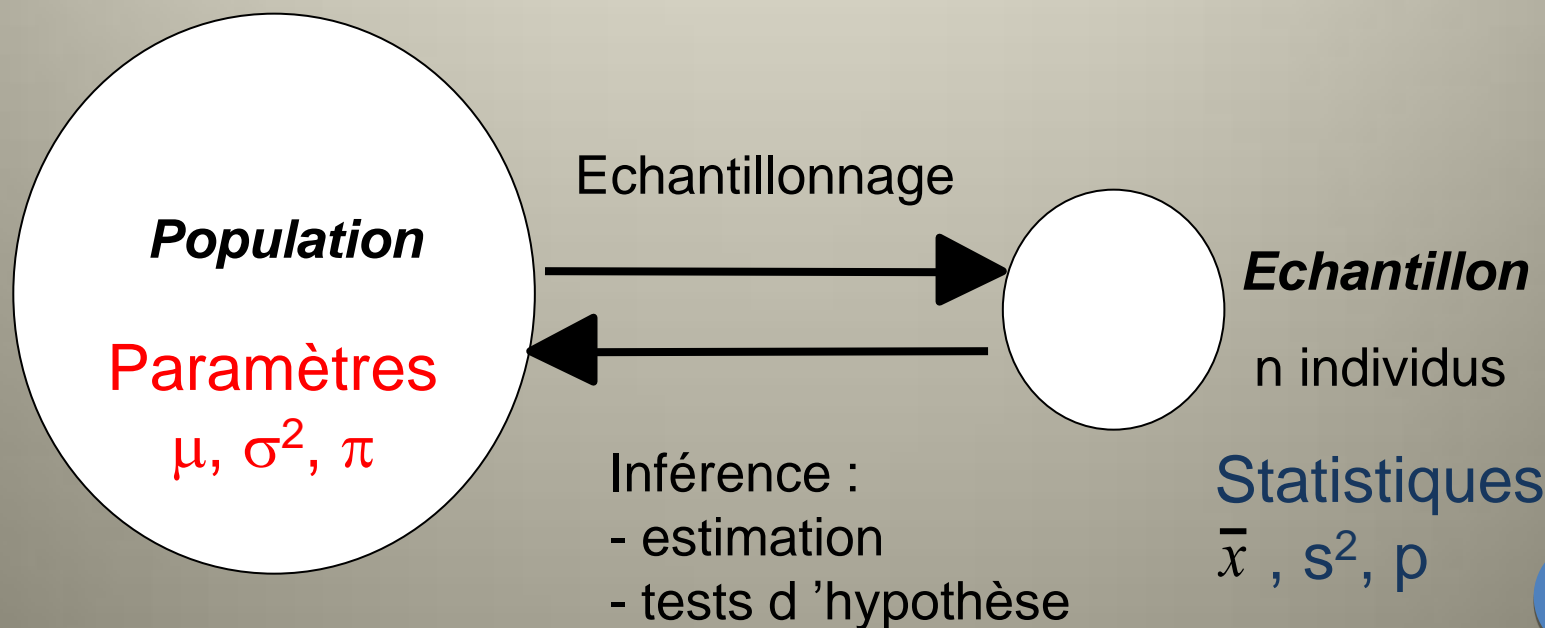 Population
Paramètres
μ, σ², π
Echantillonnage
Inférence :
- estimation
- tests d ’hypothèse
Echantillon
n individus
Statistiques
x̄ , s², p